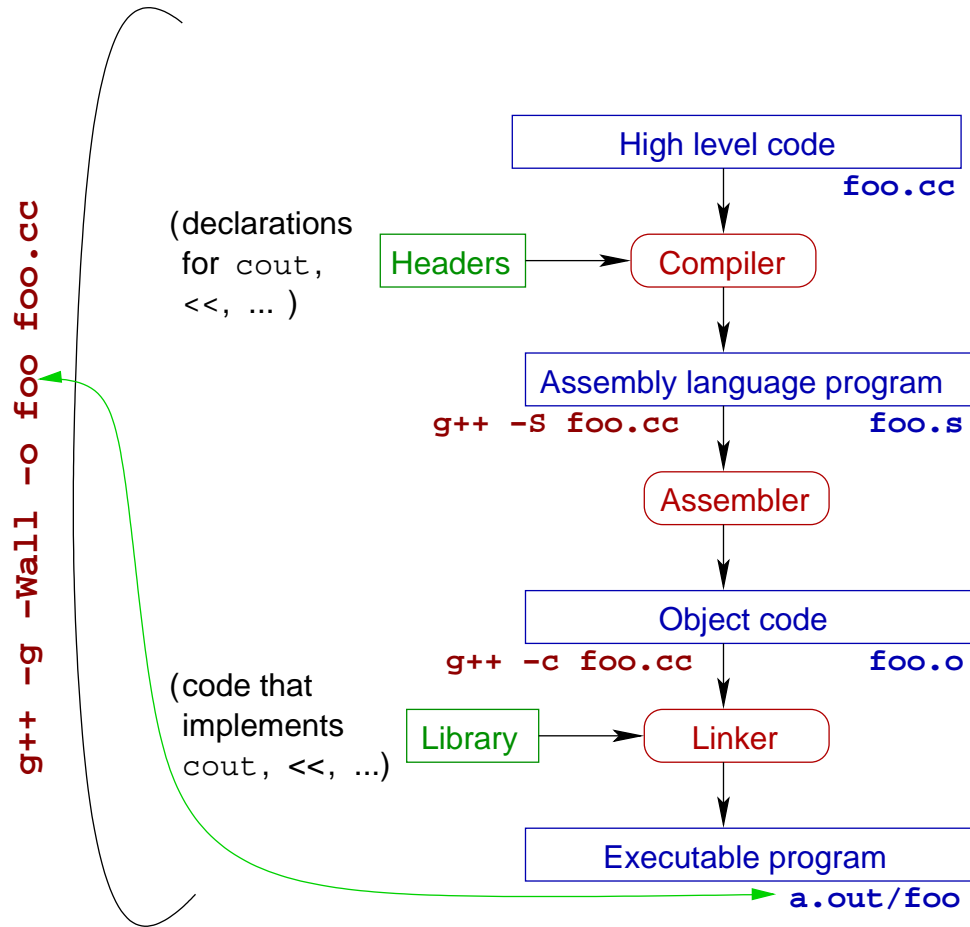 g++ -g -Wall -o foo foo.cc
High level code
foo.cc
(declarations
for cout,
<<, ... )
Headers
Compiler
Assembly language program
g++ -S foo.cc
foo.s
Assembler
Object code
g++ -c foo.cc
foo.o
(code that
implements
cout, <<, ...)
Library
Linker
Executable program
a.out/foo